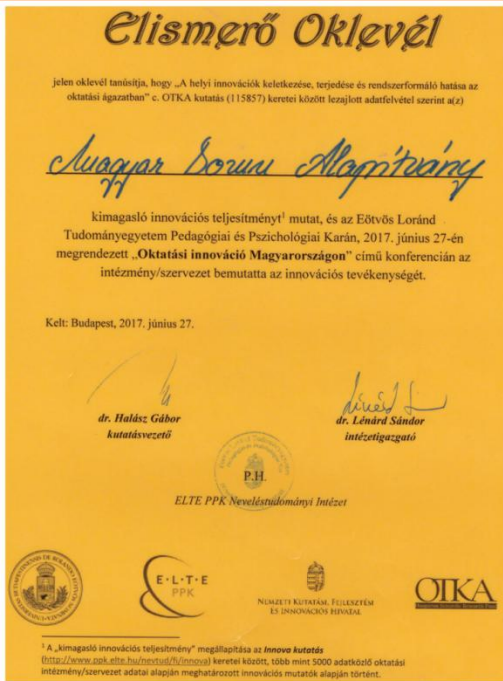 Elismerő Oklevél
jelen oklevél tanúsítja, hogy „A helyi innovációk keletkezése, terjedése és rendszerformáló hatása az
oktatási ágazatban” c. OTKA kutatás (115857) keretei között lezajlott adatfelvétel szerint a(z)
Magyar Alapítvány
kimagasló innovációs teljesítményt¹ mutat, és az Eötvös Loránd
Tudományegyetem Pedagógiai és Pszichológiai Karán, 2017. június 27-én
megrendezett „Oktatási innováció Magyarországon” című konferencián az
intézmény/szervezet bemutatta az innovációs tevékenységét.
Kelt: Budapest, 2017. június 27.
dr. Halász Gábor
kutatásvezető
dr. Lénárd Sándor
intézetigazgató
P.H.
ELTE PPK Neveléstudományi Intézet
E·L·T·E
PPK
NEMZETI KUTATÁSI, FEJLESZTÉSI
ÉS INNOVÁCIÓS HIVATAL
OTKA
¹ A „kimagasló innovációs teljesítmény” megállapítása az Innova kutatás
(http://www.ppk.elte.hu/nevtud/fi/innova) keretei között, több mint 5000 adatközlő oktatási
intézmény/szervezet adatai alapján meghatározott innovációs mutatók alapján történt.